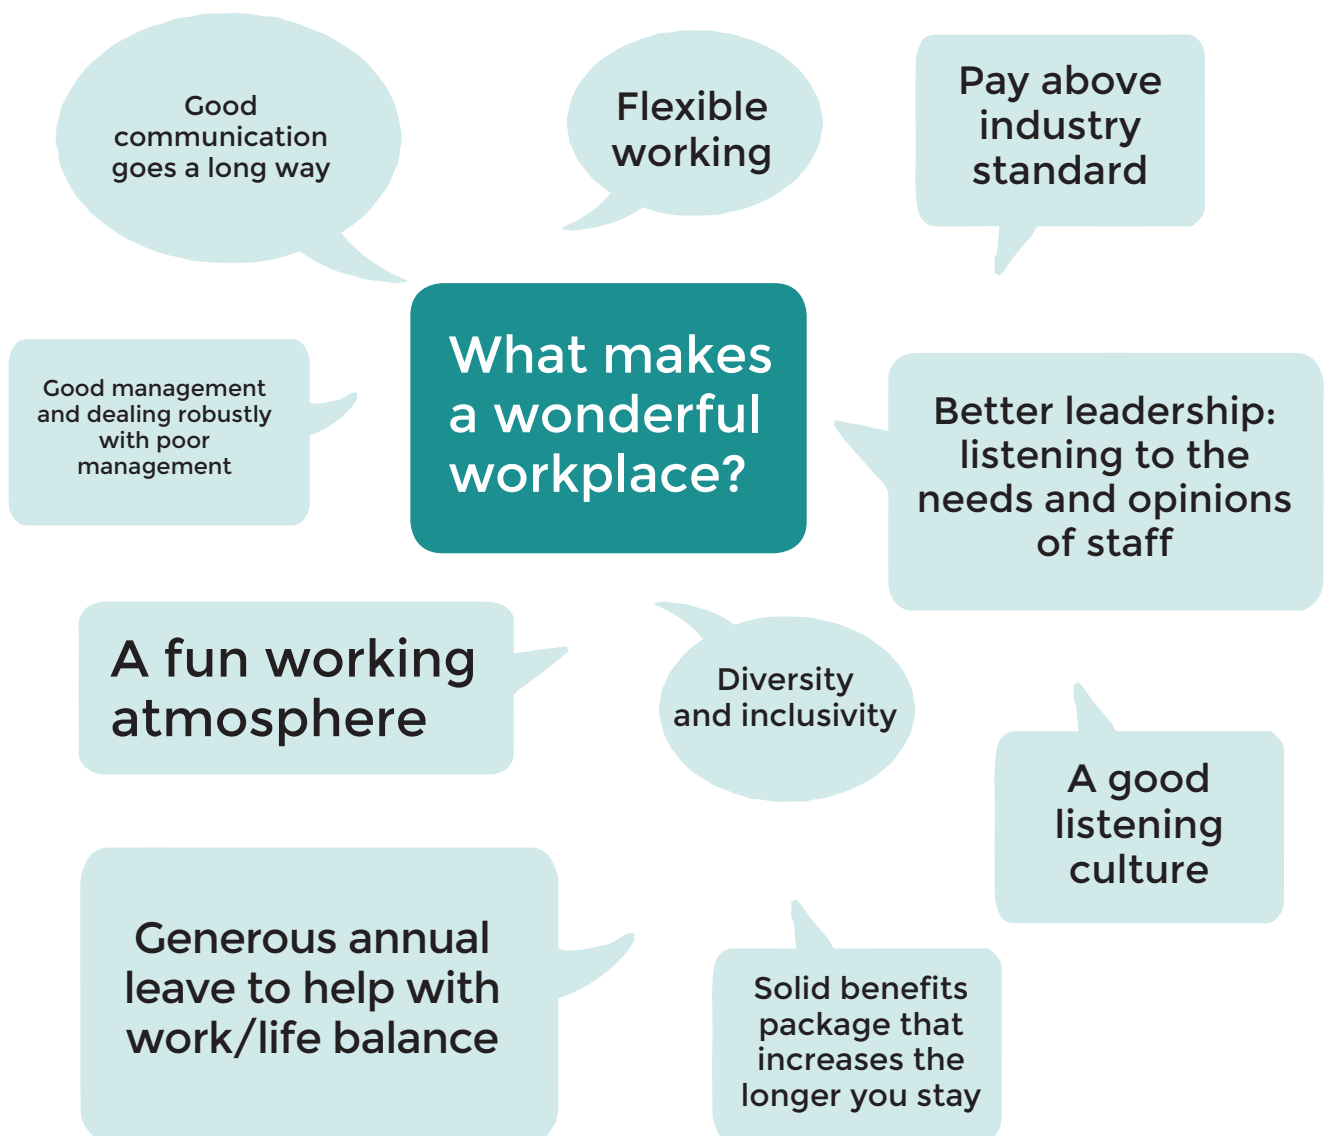 Good
communication
goes a long way
Flexible
working
Pay above
industry
standard
What makes
a wonderful
workplace?
Good management
and dealing robustly
with poor
management
Better leadership:
listening to the
needs and opinions
of staff
A fun working
atmosphere
Diversity
and inclusivity
A good
listening
culture
Generous annual
leave to help with
work/life balance
Solid benefits
package that
increases the
longer you stay